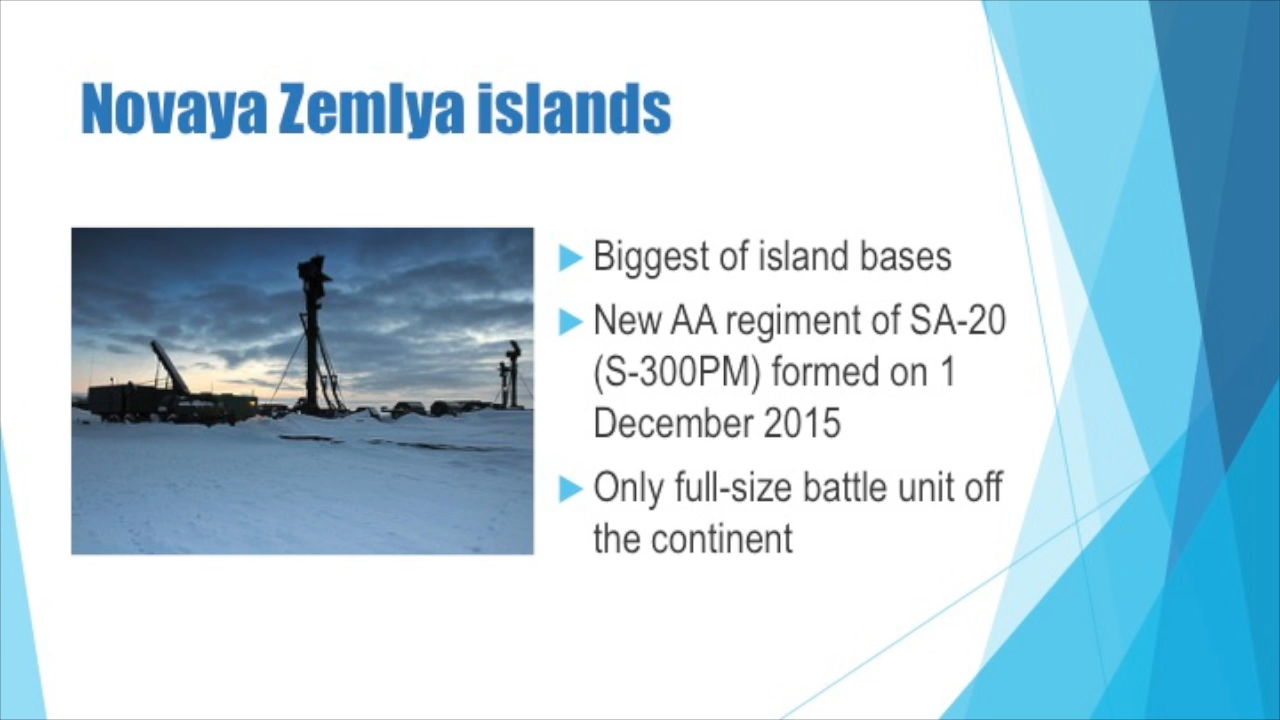 Novaya Zemlya islands
Biggest of island bases
New AA regiment of SA-20
(S-300PM) formed on 1
December 2015
Only full-size battle unit off
the continent